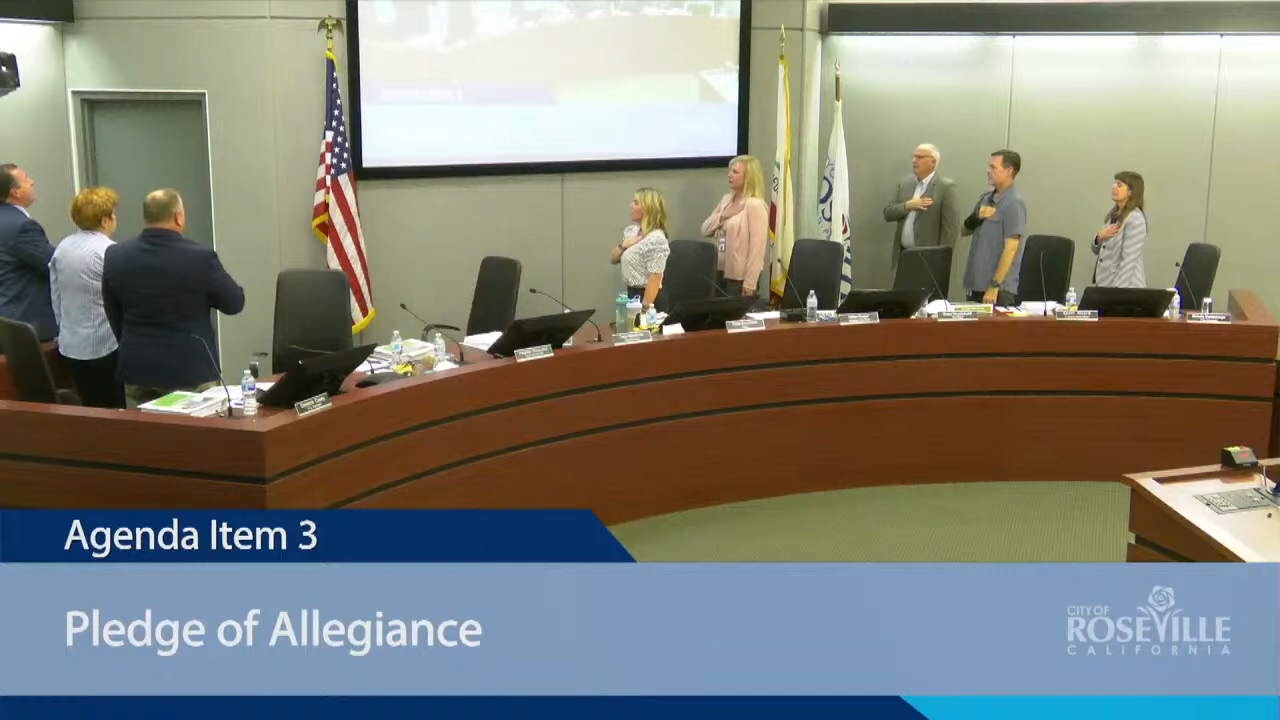 Agenda Item 3
Pledge of Allegiance
CITY OF
ROSEVILLE
CALIFORNIA